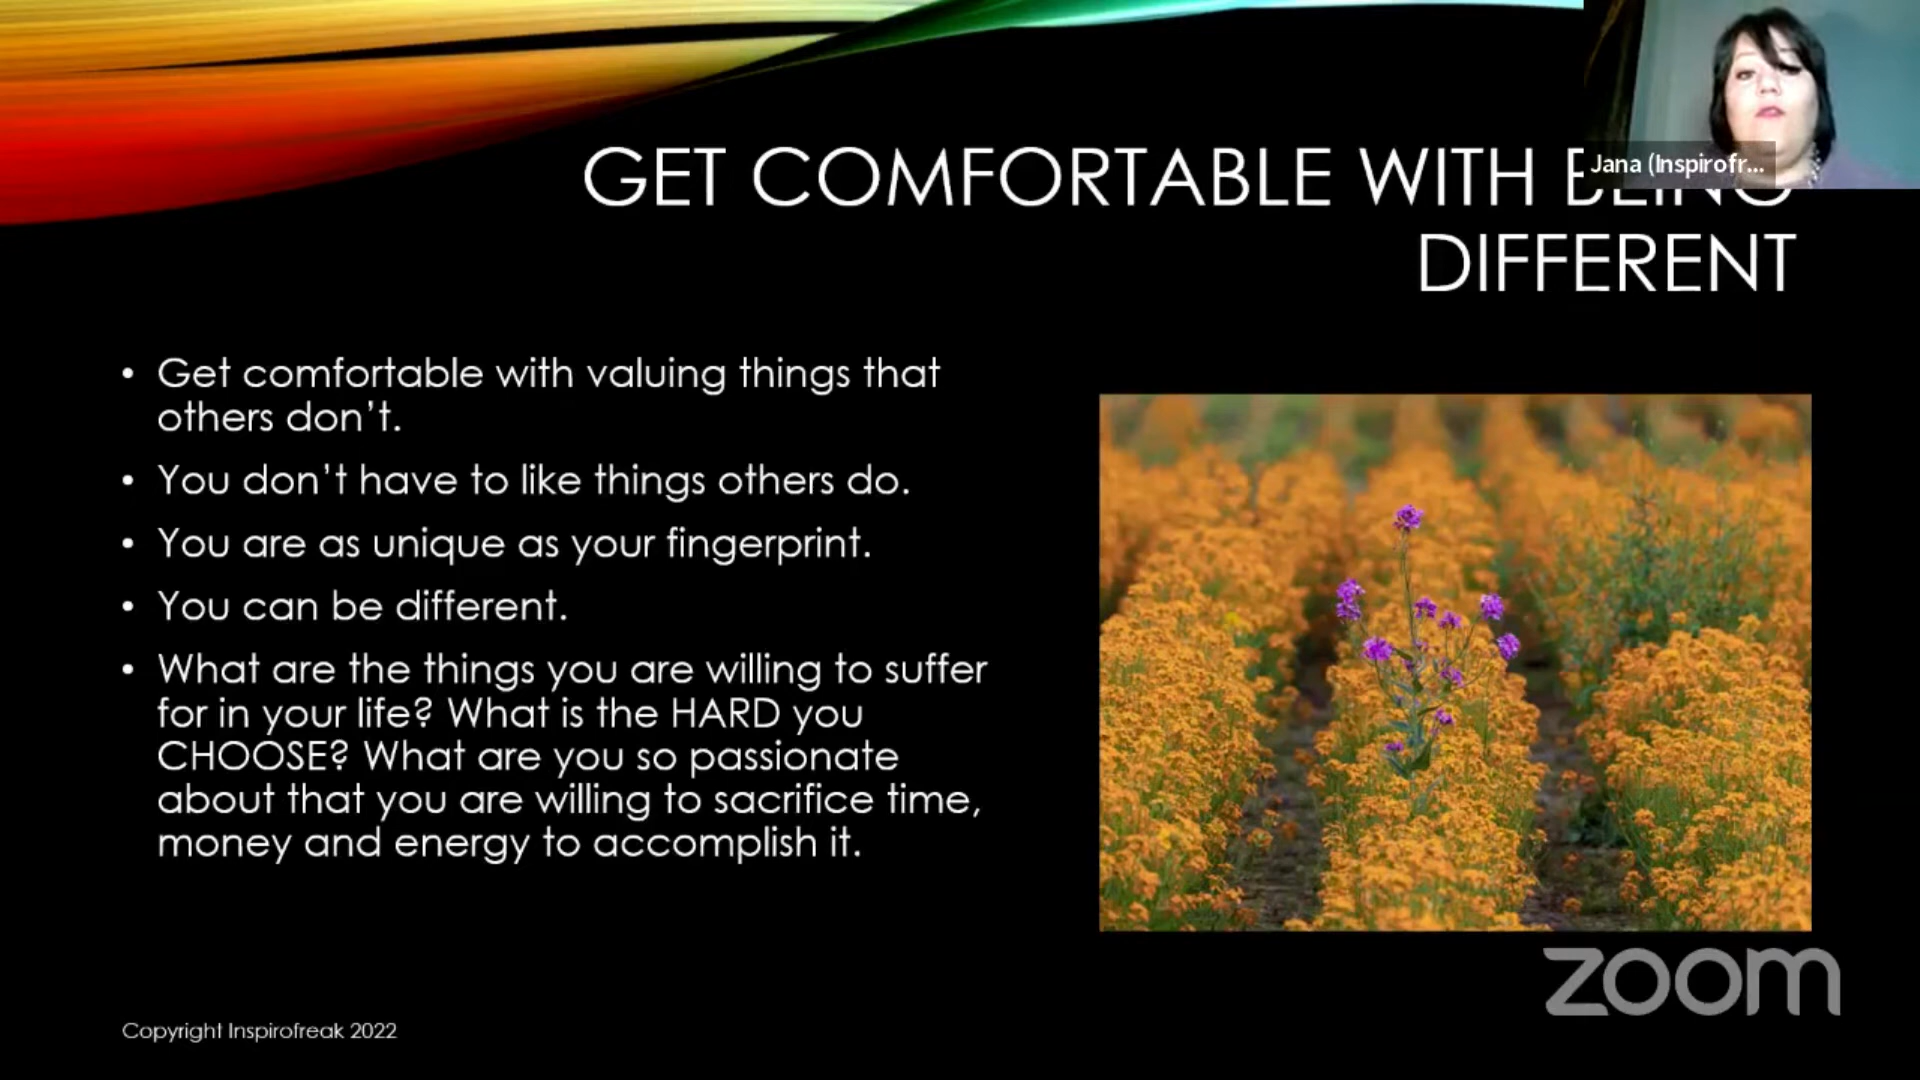 Jana (Inspirofr...
GET COMFORTABLE WITH BEING
DIFFERENT
• Get comfortable with valuing things that
others don’t.
• You don’t have to like things others do.
• You are as unique as your fingerprint.
• You can be different.
• What are the things you are willing to suffer
for in your life? What is the HARD you
CHOOSE? What are you so passionate
about that you are willing to sacrifice time,
money and energy to accomplish it.
zoom
Copyright Inspirofreak 2022